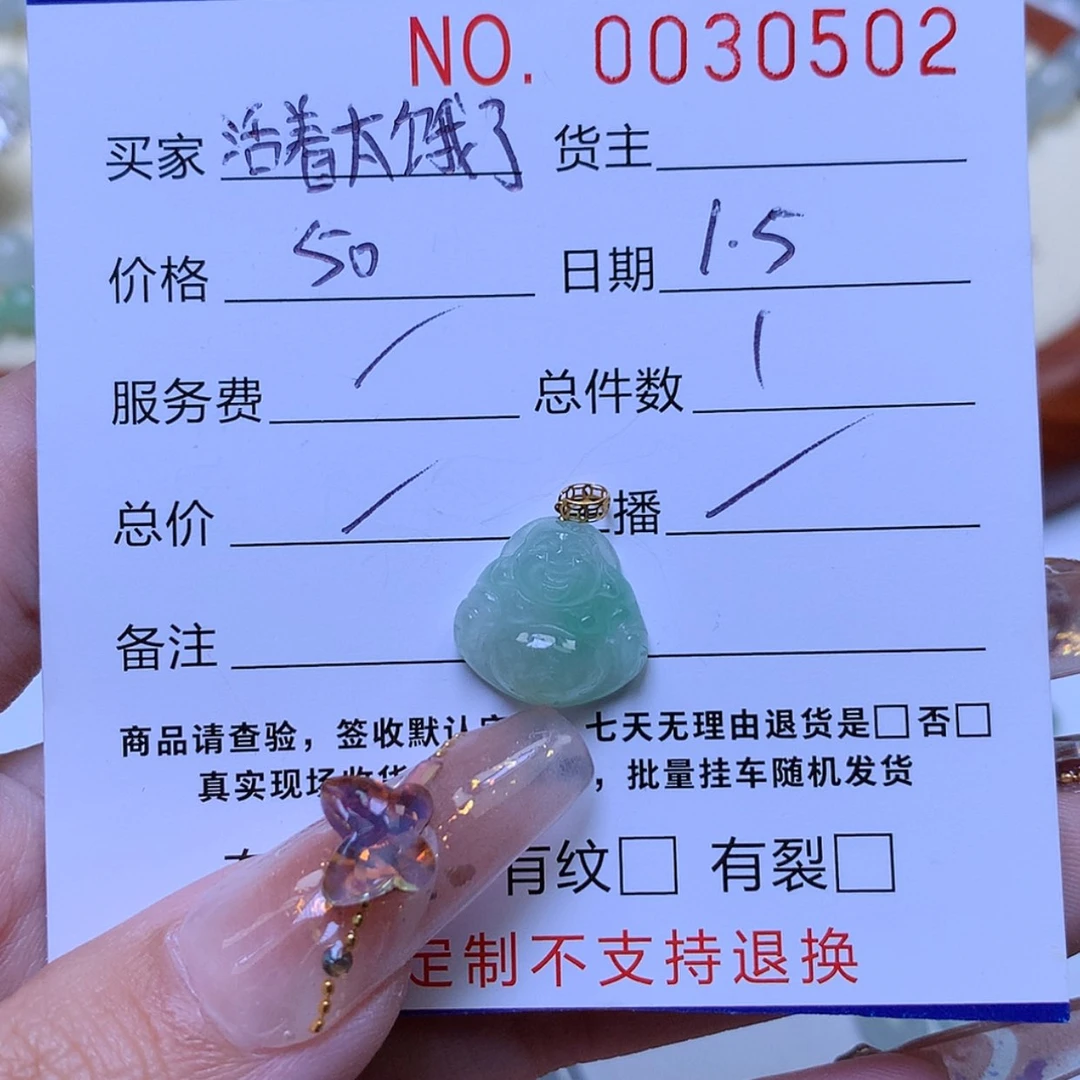 NO. 0030502
买家 活着太饿了 货主
价格 50 日期 1.5
服务费 / 总件数 1
总价 / 播 /
备注
商品请查验，签收默认 七天无理由退货是□否□
真实现场收货 ，批量挂车随机发货
有纹□ 有裂□
定制不支持退换